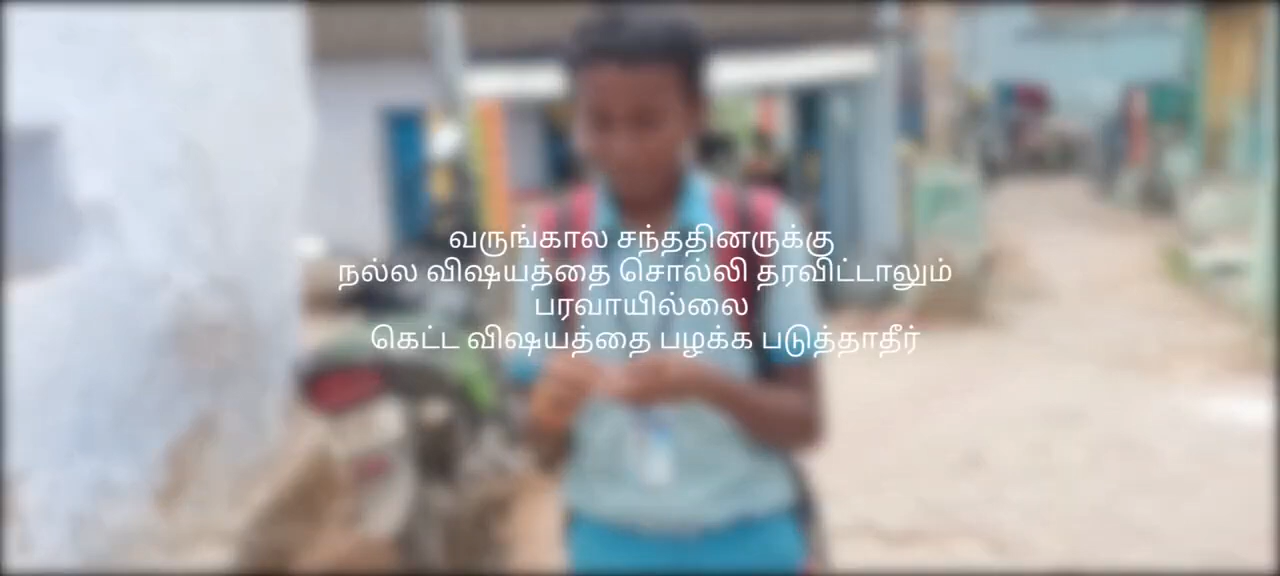 வருங்கால சந்ததினருக்கு
நல்ல விஷயத்தை சொல்லி தரவிட்டாலும்
பரவாயில்லை
கெட்ட விஷயத்தை பழக்க படுத்தாதீர்